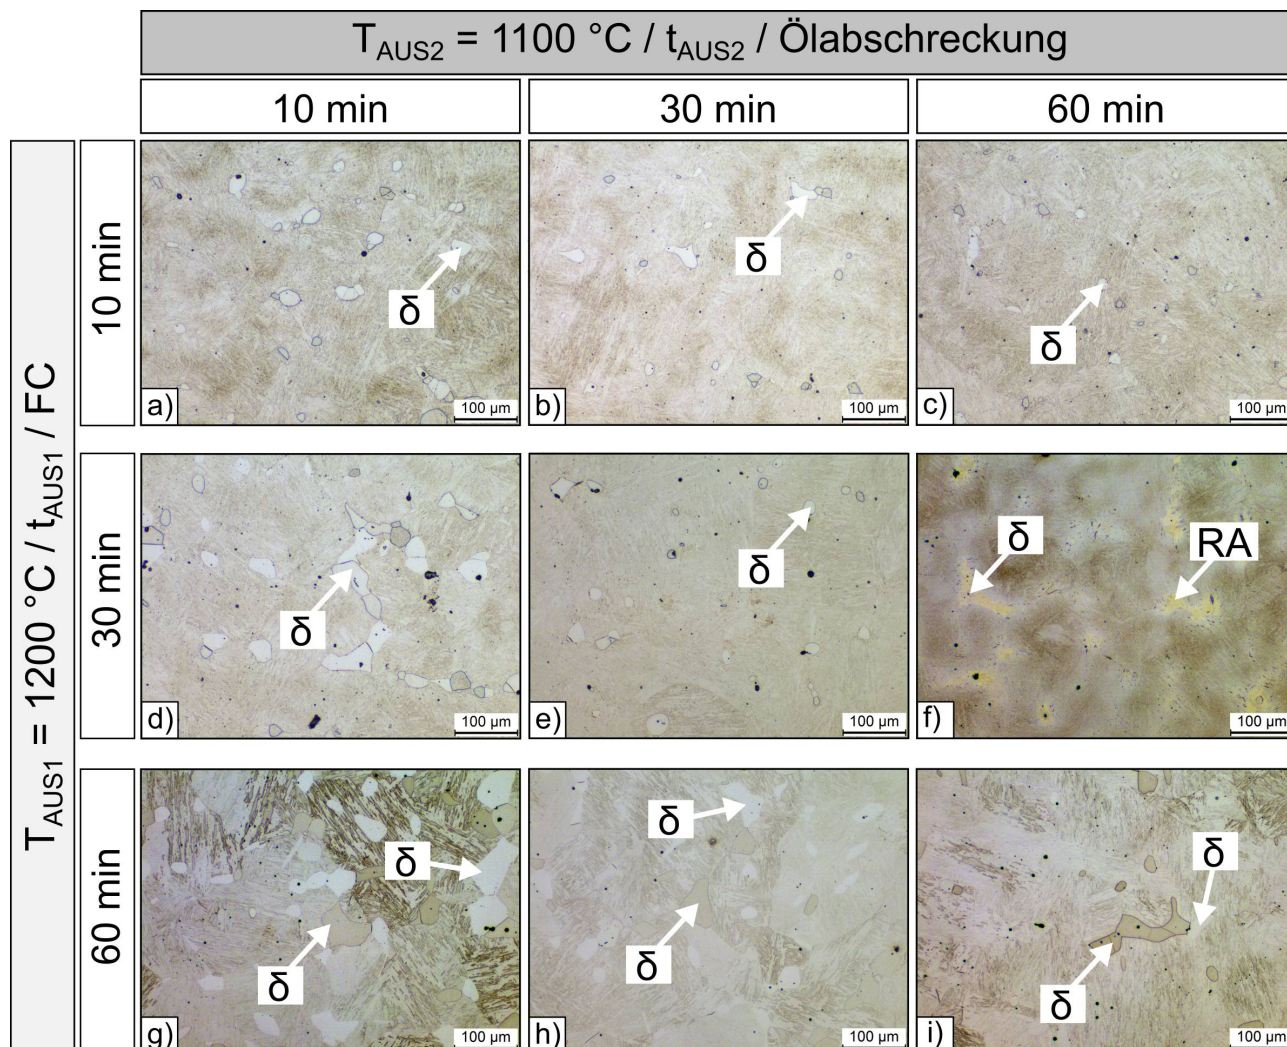 T_AUS2 = 1100 °C / t_AUS2 / Ölabschreckung
10 min
30 min
60 min
T_AUS1 = 1200 °C / t_AUS1 / FC
10 min
δ
a)
100 µm
δ
b)
100 µm
δ
c)
100 µm
30 min
δ
d)
100 µm
δ
e)
100 µm
δ
RA
f)
100 µm
60 min
δ
δ
g)
100 µm
δ
δ
h)
100 µm
δ
δ
i)
100 µm